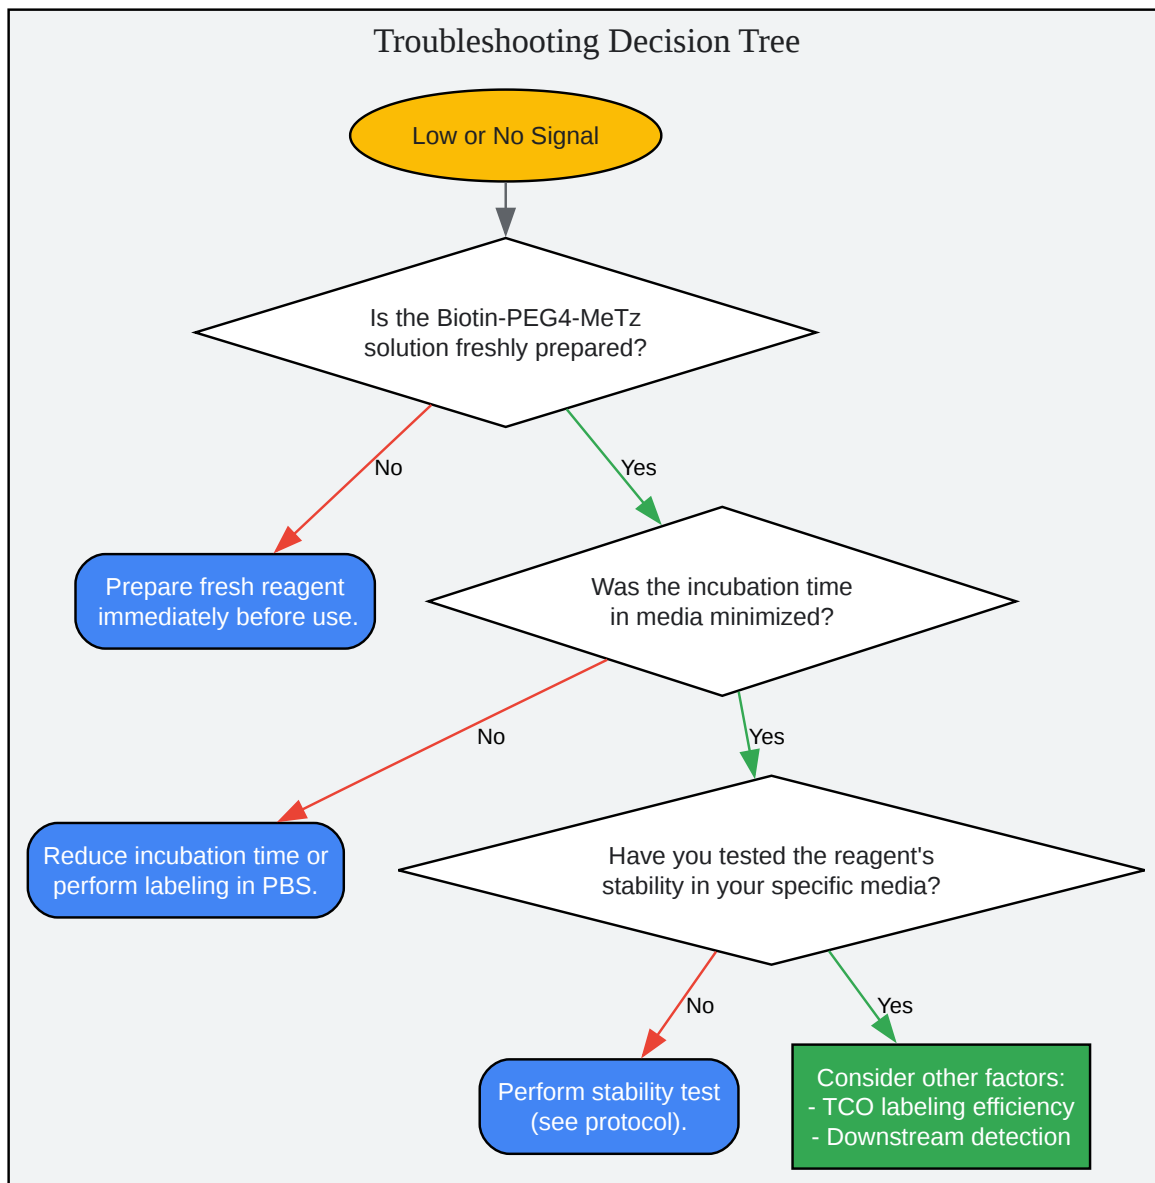 Troubleshooting Decision Tree
Low or No Signal
Is the Biotin-PEG4-MeTz
solution freshly prepared?
No
Yes
Prepare fresh reagent
immediately before use.
Was the incubation time
in media minimized?
No
Yes
Reduce incubation time or
perform labeling in PBS.
Have you tested the reagent's
stability in your specific media?
No
Yes
Perform stability test
(see protocol).
Consider other factors:
- TCO labeling efficiency
- Downstream detection